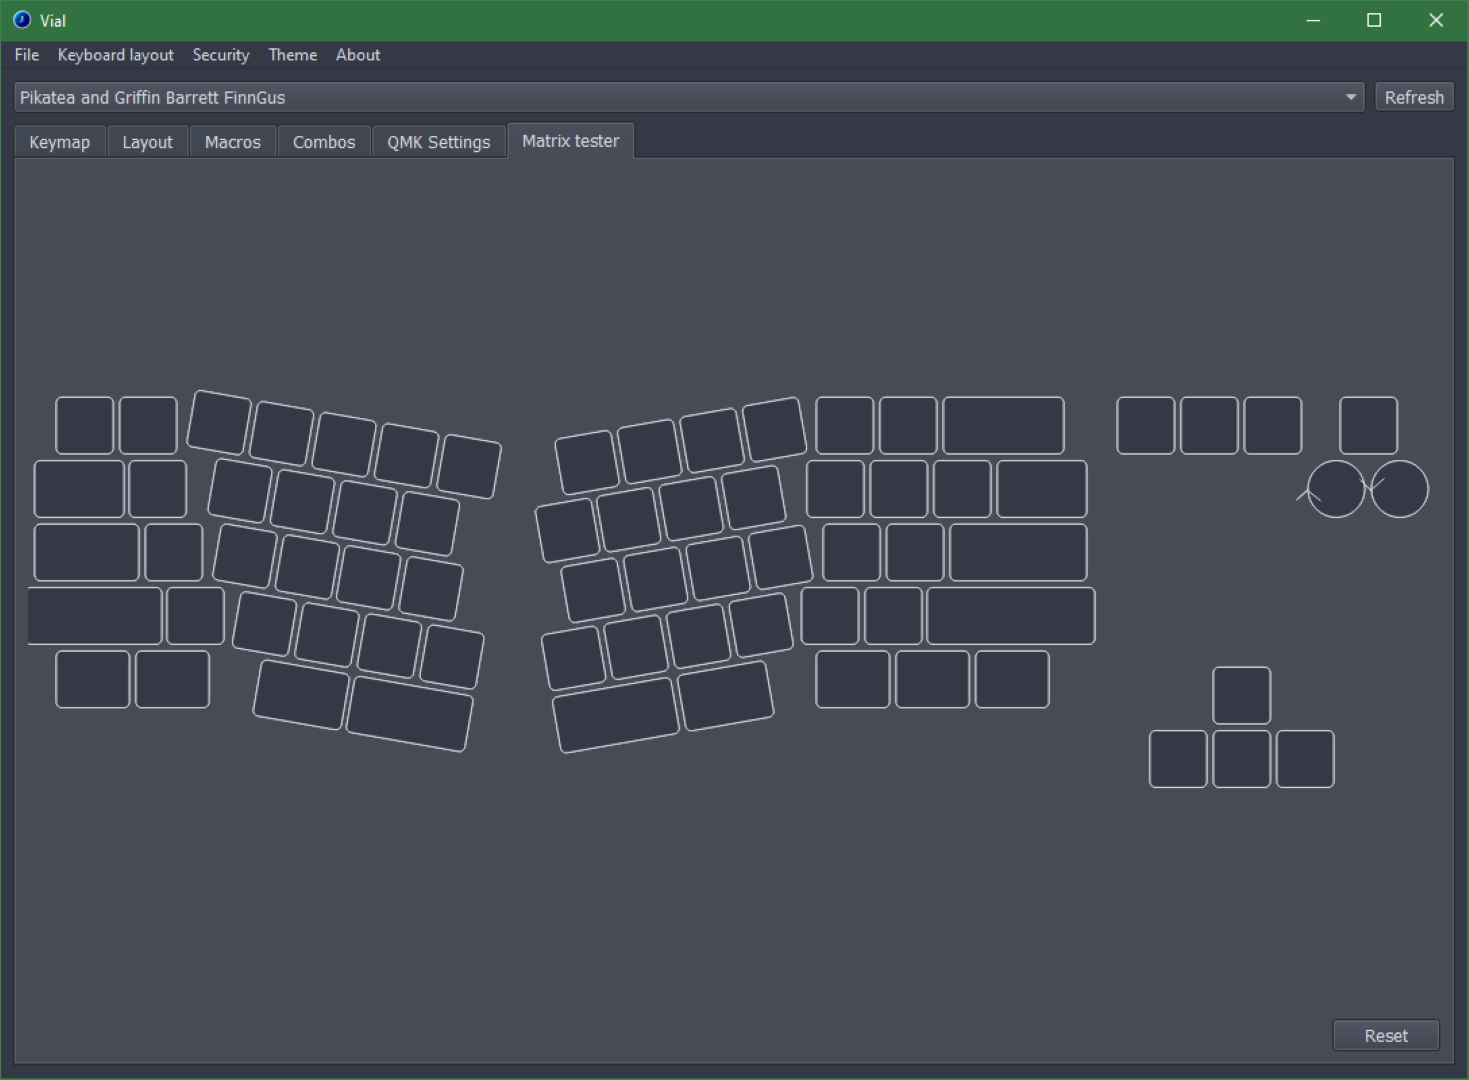 Vial
File Keyboard layout Security Theme About
Pikatea and Griffin Barrett FinnGus Refresh
Keymap Layout Macros Combos QMK Settings Matrix tester
Reset